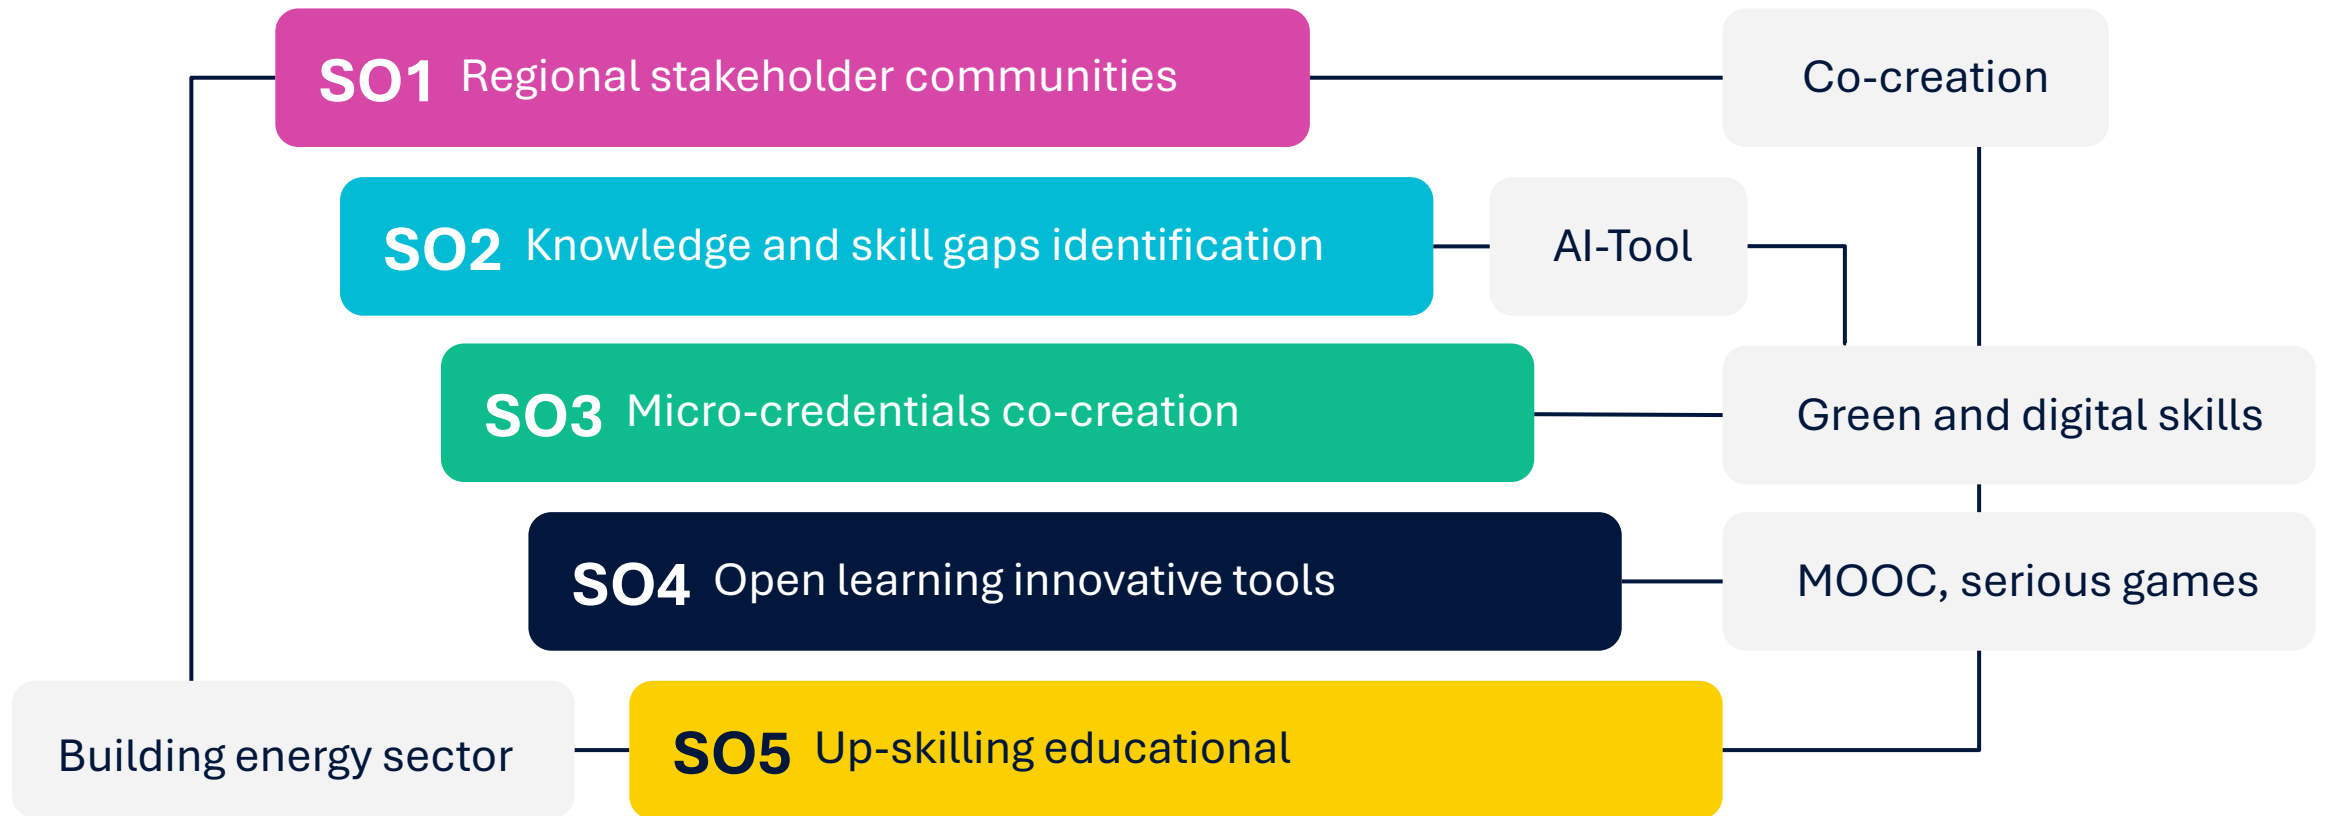 SO1 Regional stakeholder communities
Co-creation
SO2 Knowledge and skill gaps identification
AI-Tool
SO3 Micro-credentials co-creation
Green and digital skills
SO4 Open learning innovative tools
MOOC, serious games
Building energy sector
SO5 Up-skilling educational